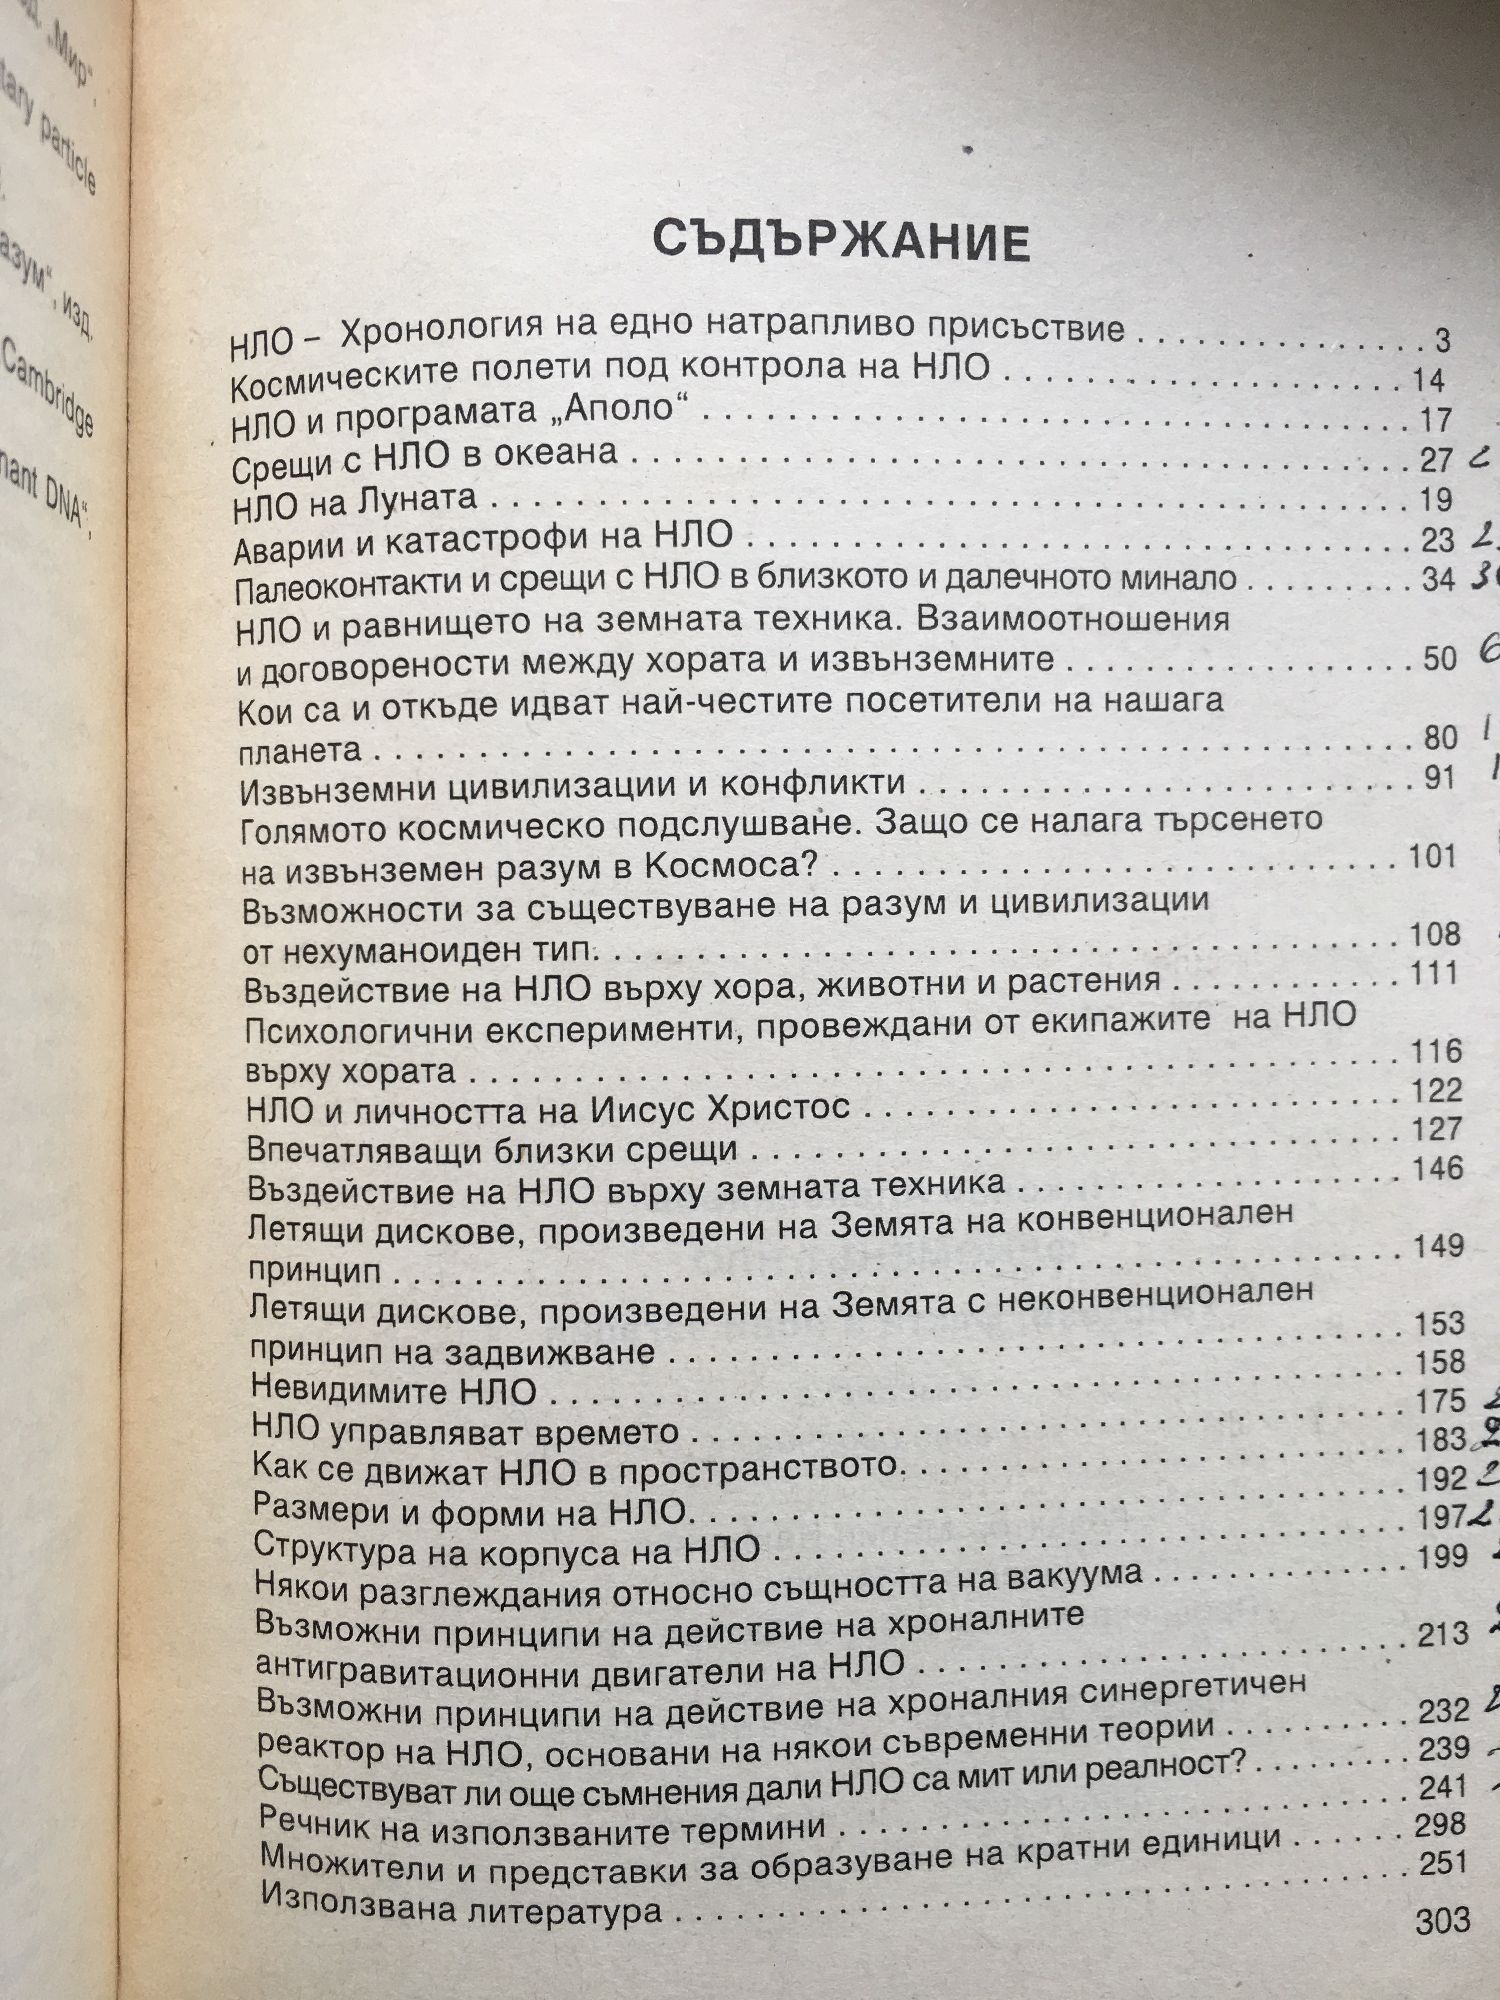 д. „Мир“,
tary particle
азум“, изд.
Cambridge
nant DNA“,
СЪДЪРЖАНИЕ
НЛО – Хронология на едно натрапливо присъствие . . . . . . . . . . . . . . . 3
Космическите полети под контрола на НЛО . . . . . . . . . . . . . . . . . . . . 14
НЛО и програмата „Аполо“ . . . . . . . . . . . . . . . . . . . . . . . . . . . . . . . . . . . 17
Срещи с НЛО в океана . . . . . . . . . . . . . . . . . . . . . . . . . . . . . . . . . . . . . . 27
НЛО на Луната . . . . . . . . . . . . . . . . . . . . . . . . . . . . . . . . . . . . . . . . . . . . . 19
Аварии и катастрофи на НЛО . . . . . . . . . . . . . . . . . . . . . . . . . . . . . . . . 23
Палеоконтакти и срещи с НЛО в близкото и далечното минало . . . . . . . . 34
НЛО и равнището на земната техника. Взаимоотношения
и договорености между хората и извънземните . . . . . . . . . . . . . . . . . 50
Кои са и откъде идват най-честите посетители на нашага
планета . . . . . . . . . . . . . . . . . . . . . . . . . . . . . . . . . . . . . . . . . . . . . . . . . 80
Извънземни цивилизации и конфликти . . . . . . . . . . . . . . . . . . . . . . . . 91
Голямото космическо подслушване. Защо се налага търсенето
на извънземен разум в Космоса? . . . . . . . . . . . . . . . . . . . . . . . . . . . 101
Възможности за съществуване на разум и цивилизации
от нехуманоиден тип. . . . . . . . . . . . . . . . . . . . . . . . . . . . . . . . . . . . . . 108
Въздействие на НЛО върху хора, животни и растения . . . . . . . . . . . . 111
Психологични експерименти, провеждани от екипажите на НЛО
върху хората . . . . . . . . . . . . . . . . . . . . . . . . . . . . . . . . . . . . . . . . . . . . 116
НЛО и личността на Иисус Христос . . . . . . . . . . . . . . . . . . . . . . . . . . 122
Впечатляващи близки срещи . . . . . . . . . . . . . . . . . . . . . . . . . . . . . . . 127
Въздействие на НЛО върху земната техника . . . . . . . . . . . . . . . . . . . 146
Летящи дискове, произведени на Земята на конвенционален
принцип . . . . . . . . . . . . . . . . . . . . . . . . . . . . . . . . . . . . . . . . . . . . . . . . 149
Летящи дискове, произведени на Земята с неконвенционален
принцип на задвижване . . . . . . . . . . . . . . . . . . . . . . . . . . . . . . . . . . . 153
Невидимите НЛО . . . . . . . . . . . . . . . . . . . . . . . . . . . . . . . . . . . . . . . . 158
НЛО управляват времето . . . . . . . . . . . . . . . . . . . . . . . . . . . . . . . . . . 175
Как се движат НЛО в пространството. . . . . . . . . . . . . . . . . . . . . . . . . 183
Размери и форми на НЛО. . . . . . . . . . . . . . . . . . . . . . . . . . . . . . . . . . 192
Структура на корпуса на НЛО . . . . . . . . . . . . . . . . . . . . . . . . . . . . . . 197
Някои разглеждания относно същността на вакуума . . . . . . . . . . . . . 199
Възможни принципи на действие на хроналните
антигравитационни двигатели на НЛО . . . . . . . . . . . . . . . . . . . . . . . . 213
Възможни принципи на действие на хроналния синергетичен
реактор на НЛО, основани на някои съвременни теории . . . . . . . . . . 232
Съществуват ли още съмнения дали НЛО са мит или реалност? . . . . . . . . 239
Речник на използваните термини . . . . . . . . . . . . . . . . . . . . . . . . . . . . 241
Множители и представки за образуване на кратни единици . . . . . . 298
Използвана литература . . . . . . . . . . . . . . . . . . . . . . . . . . . . . . . . . . . 251
303